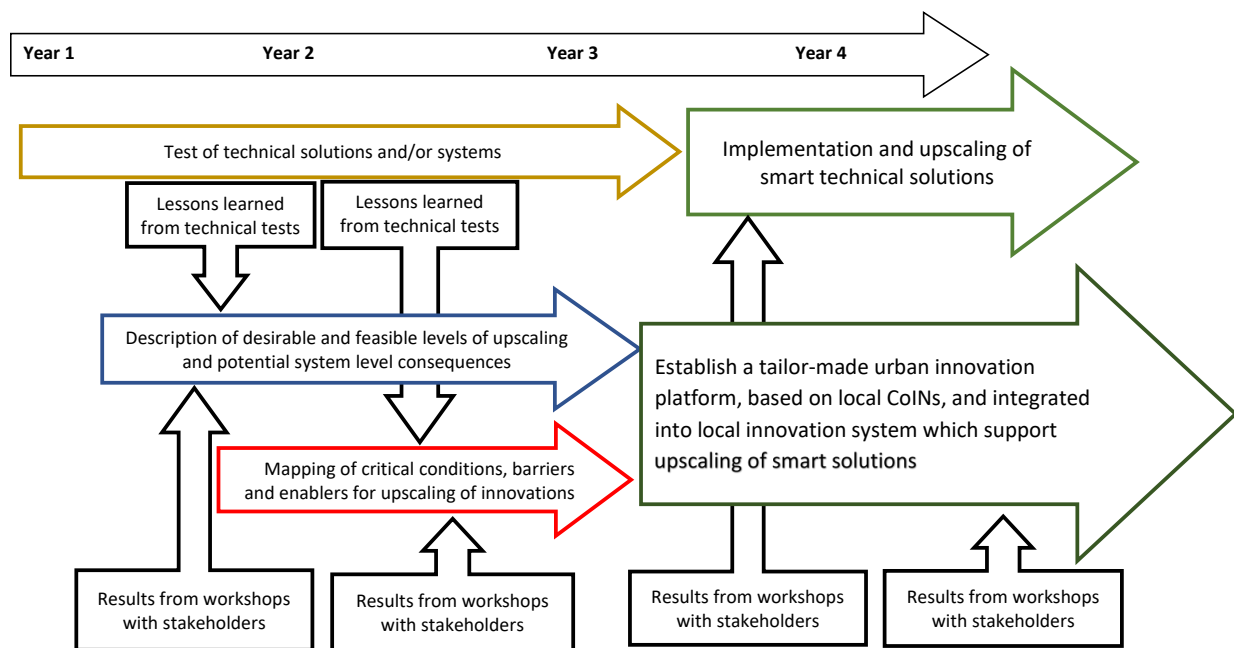 Year 1 Year 2 Year 3 Year 4
Test of technical solutions and/or systems
Implementation and upscaling of
smart technical solutions
Lessons learned
from technical tests
Lessons learned
from technical tests
Description of desirable and feasible levels of upscaling
and potential system level consequences
Establish a tailor-made urban innovation
platform, based on local CoINs, and integrated
into local innovation system which support
upscaling of smart solutions
Mapping of critical conditions, barriers
and enablers for upscaling of innovations
Results from workshops
with stakeholders
Results from workshops
with stakeholders
Results from workshops
with stakeholders
Results from workshops
with stakeholders